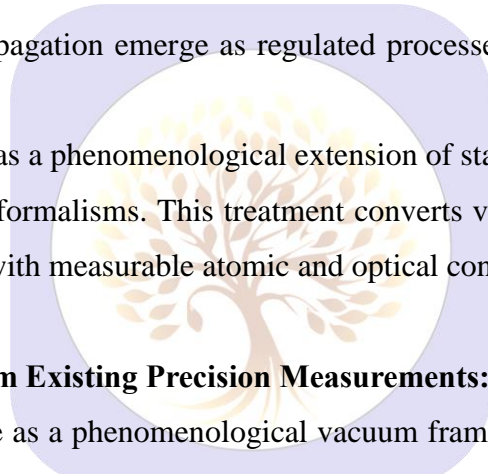 pagation emerge as regulated processe
as a phenomenological extension of sta
formalisms. This treatment converts v
with measurable atomic and optical con
m Existing Precision Measurements:
e as a phenomenological vacuum fram